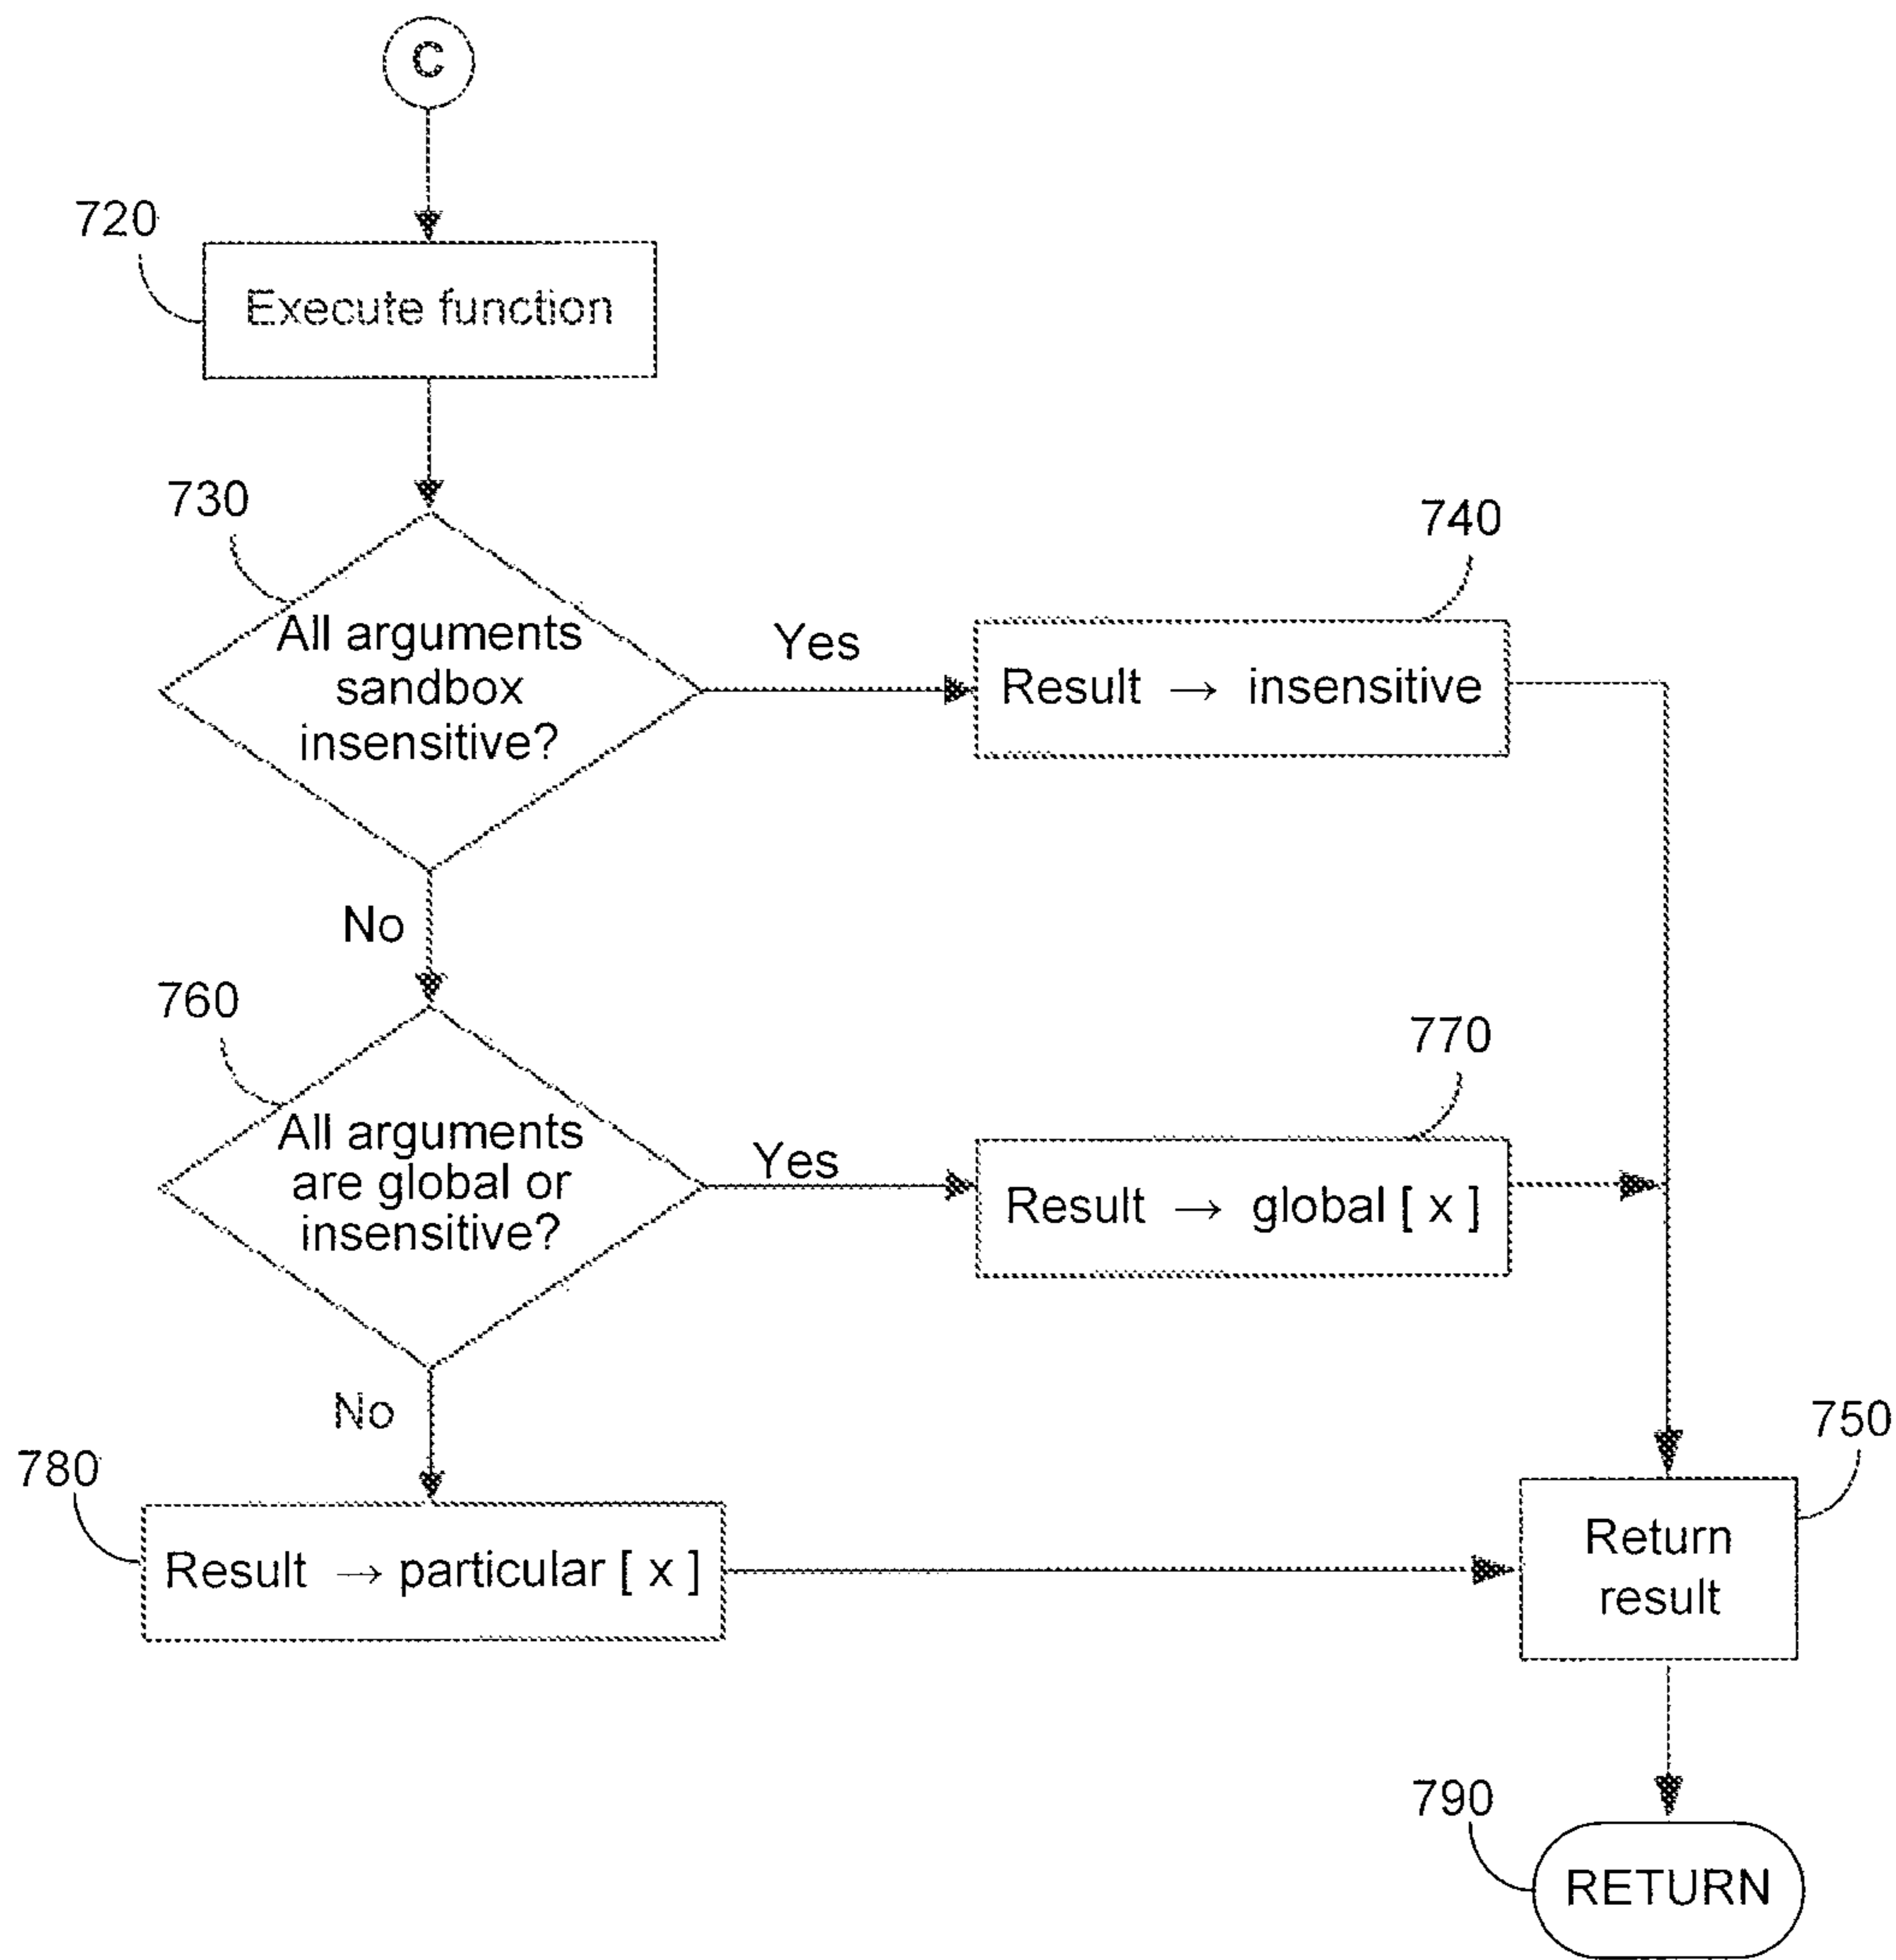 C
720
Execute function
730
All arguments
sandbox
insensitive?
Yes
740
Result → insensitive
No
760
All arguments
are global or
insensitive?
Yes
770
Result → global [ x ]
No
780
Result → particular [ x ]
750
Return
result
790
RETURN